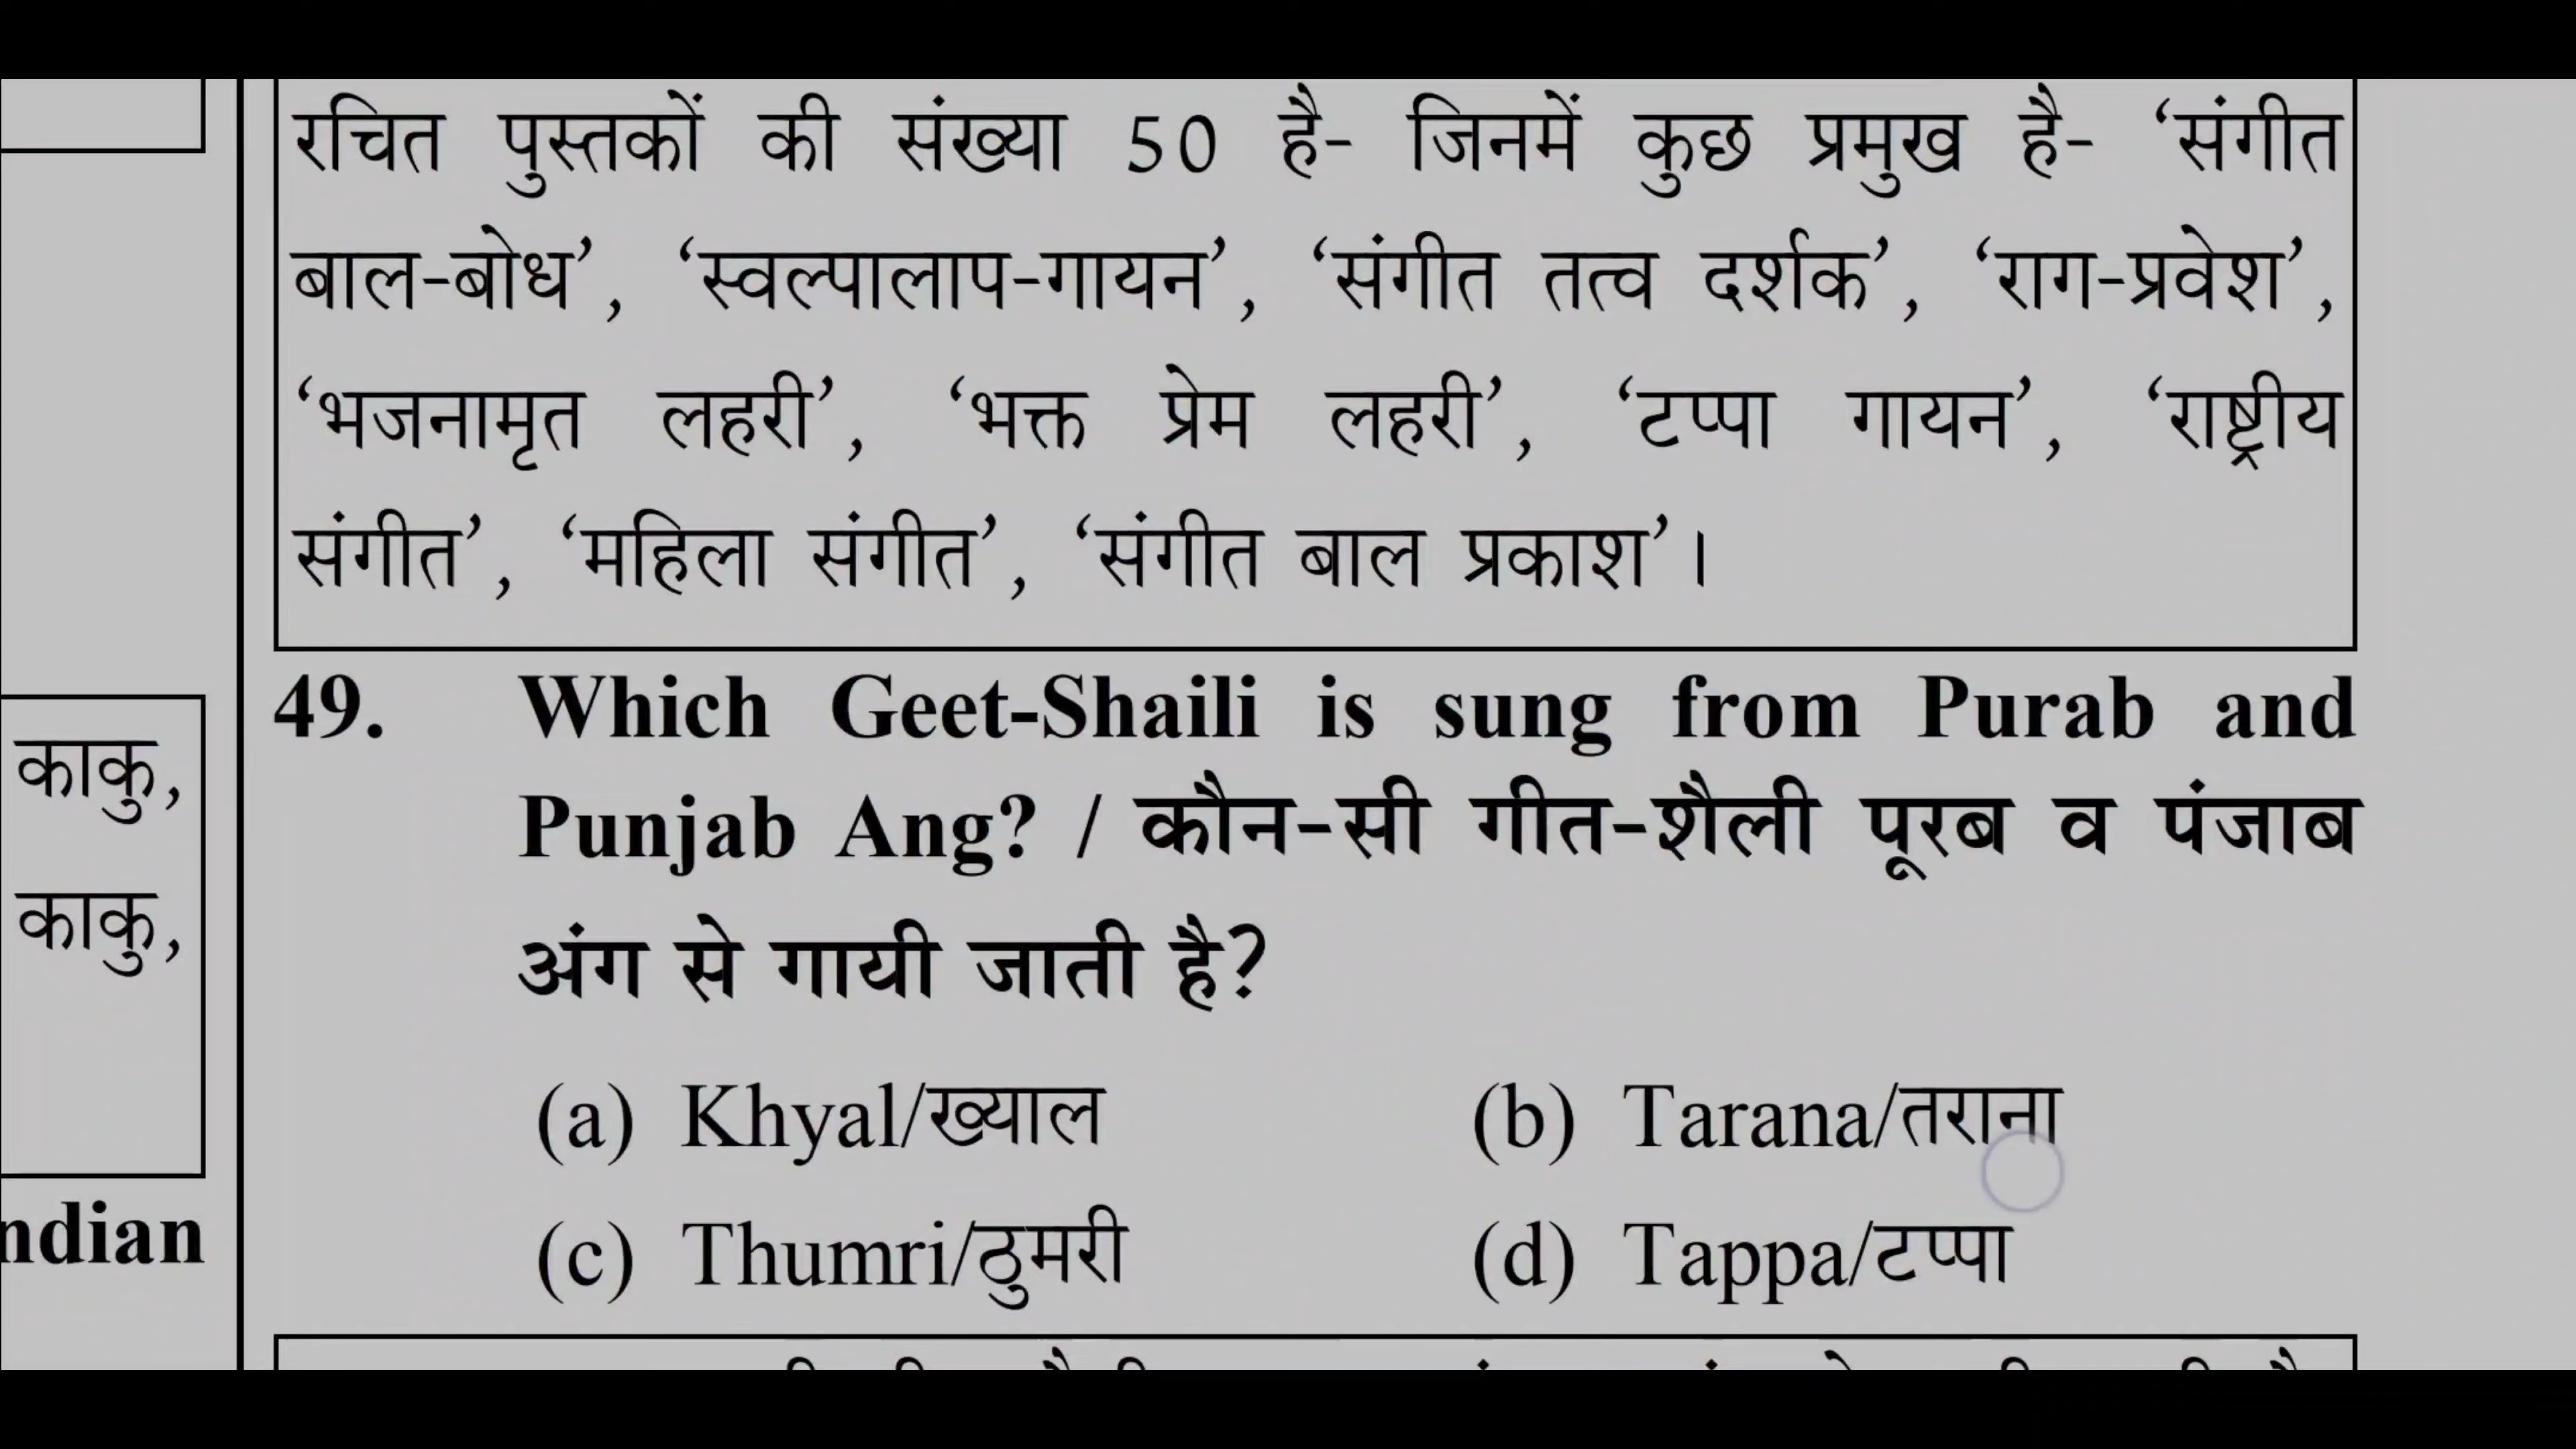 रचित पुस्तकों की संख्या 50 है- जिनमें कुछ प्रमुख है- ‘संगीत
बाल-बोध’, ‘स्वल्पालाप-गायन’, ‘संगीत तत्व दर्शक’, ‘राग-प्रवेश’,
‘भजनामृत लहरी’, ‘भक्त प्रेम लहरी’, ‘टप्पा गायन’, ‘राष्ट्रीय
संगीत’, ‘महिला संगीत’, ‘संगीत बाल प्रकाश’।
काकु,
काकु,
ndian
49. Which Geet-Shaili is sung from Purab and
Punjab Ang? / कौन-सी गीत-शैली पूरब व पंजाब
अंग से गायी जाती है?
(a) Khyal/ख्याल (b) Tarana/तराना
(c) Thumri/ठुमरी (d) Tappa/टप्पा